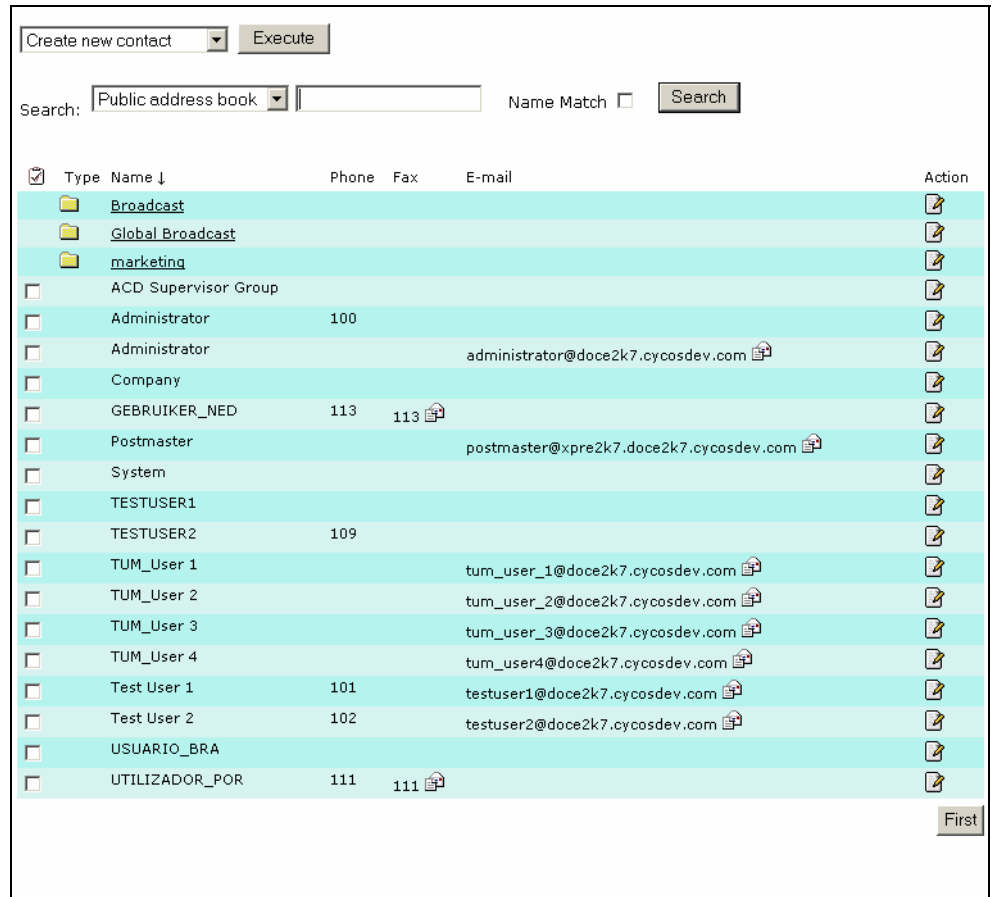 Create new contact Execute
Search: Public address book Name Match Search
Type Name ↓ Phone Fax E-mail Action
Broadcast
Global Broadcast
marketing
ACD Supervisor Group
Administrator 100
Administrator administrator@doce2k7.cycosdev.com
Company
GEBRUIKER_NED 113 113
Postmaster postmaster@xpre2k7.doce2k7.cycosdev.com
System
TESTUSER1
TESTUSER2 109
TUM_User 1 tum_user_1@doce2k7.cycosdev.com
TUM_User 2 tum_user_2@doce2k7.cycosdev.com
TUM_User 3 tum_user_3@doce2k7.cycosdev.com
TUM_User 4 tum_user4@doce2k7.cycosdev.com
Test User 1 101 testuser1@doce2k7.cycosdev.com
Test User 2 102 testuser2@doce2k7.cycosdev.com
USUARIO_BRA
UTILIZADOR_POR 111 111
First